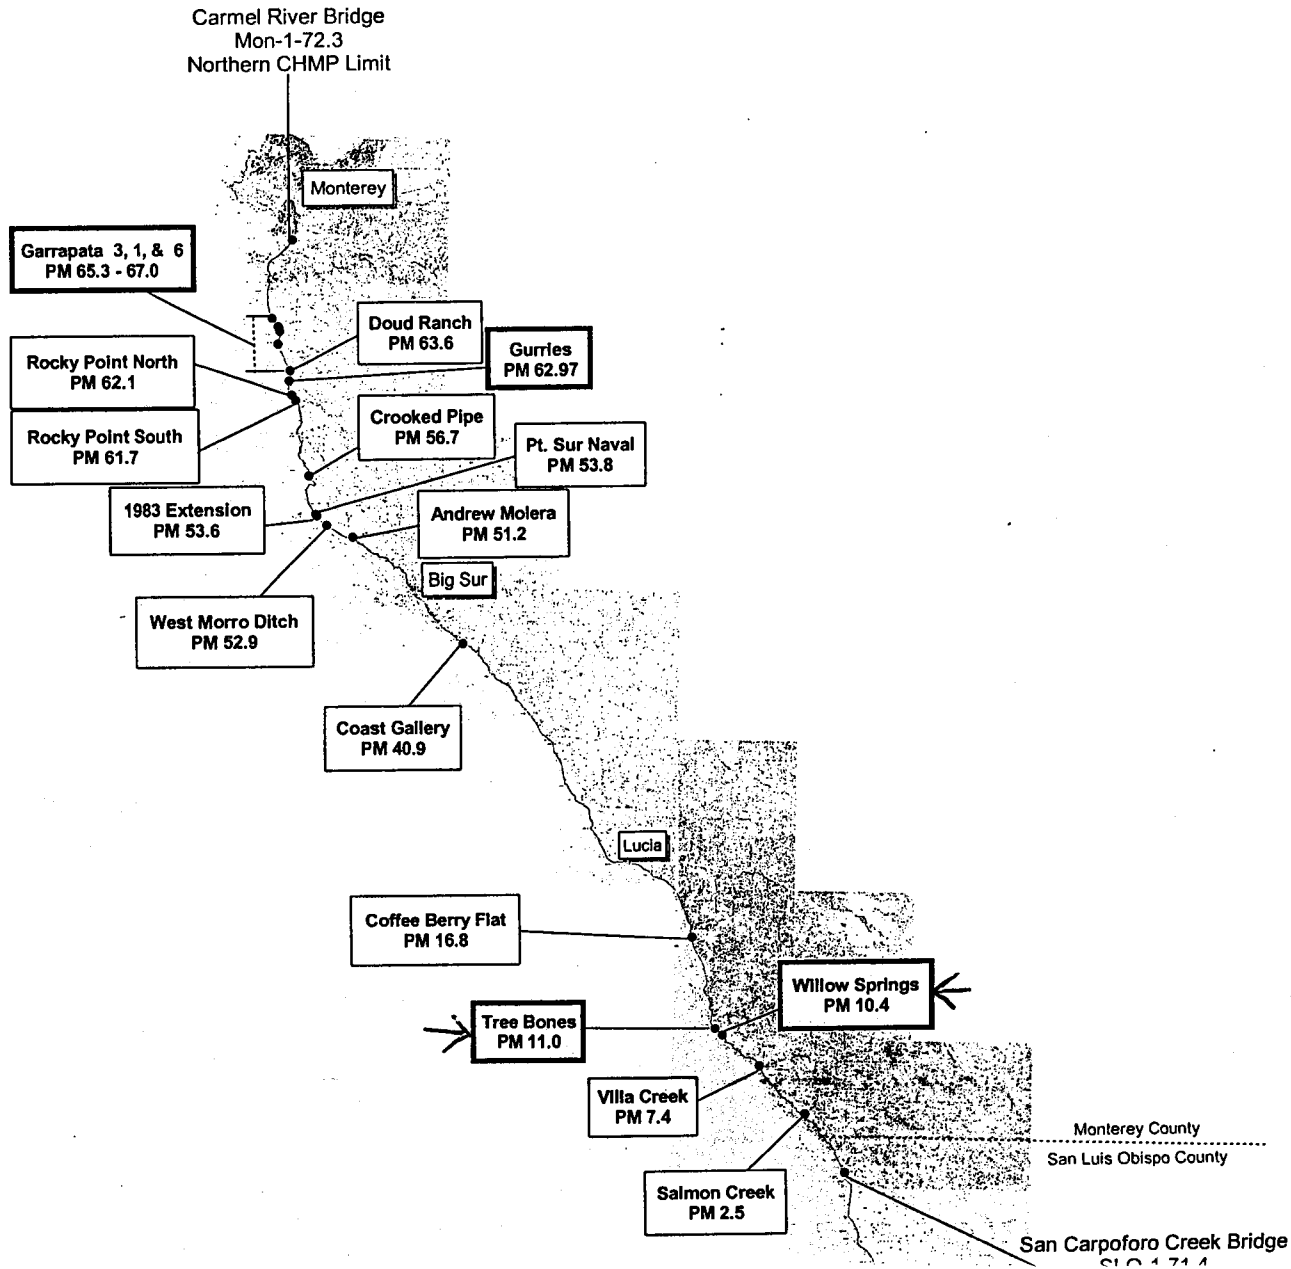 Carmel River Bridge
Mon-1-72.3
Northern CHMP Limit
Monterey
Garrapata 3, 1, & 6
PM 65.3 - 67.0
Doud Ranch
PM 63.6
Gurries
PM 62.97
Rocky Point North
PM 62.1
Rocky Point South
PM 61.7
Crooked Pipe
PM 56.7
Pt. Sur Naval
PM 53.8
1983 Extension
PM 53.6
Andrew Molera
PM 51.2
Big Sur
West Morro Ditch
PM 52.9
Coast Gallery
PM 40.9
Lucia
Coffee Berry Flat
PM 16.8
Willow Springs
PM 10.4
Tree Bones
PM 11.0
Villa Creek
PM 7.4
Monterey County
San Luis Obispo County
Salmon Creek
PM 2.5
San Carpoforo Creek Bridge